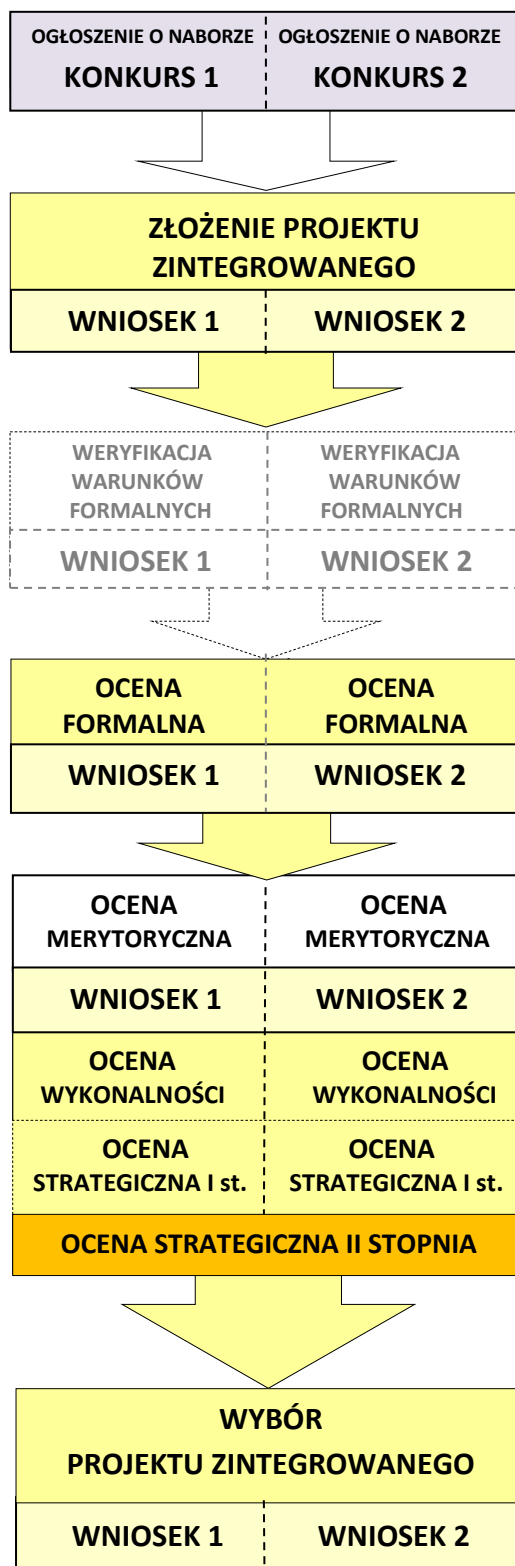 OGŁOSZENIE O NABORZE OGŁOSZENIE O NABORZE
KONKURS 1 KONKURS 2
ZŁOŻENIE PROJEKTU
ZINTEGROWANEGO
WNIOSEK 1 WNIOSEK 2
WERYFIKACJA WERYFIKACJA
WARUNKÓW WARUNKÓW
FORMALNYCH FORMALNYCH
WNIOSEK 1 WNIOSEK 2
OCENA OCENA
FORMALNA FORMALNA
WNIOSEK 1 WNIOSEK 2
OCENA OCENA
MERYTORYCZNA MERYTORYCZNA
WNIOSEK 1 WNIOSEK 2
OCENA OCENA
WYKONALNOŚCI WYKONALNOŚCI
OCENA OCENA
STRATEGICZNA I st. STRATEGICZNA I st.
OCENA STRATEGICZNA II STOPNIA
WYBÓR
PROJEKTU ZINTEGROWANEGO
WNIOSEK 1 WNIOSEK 2